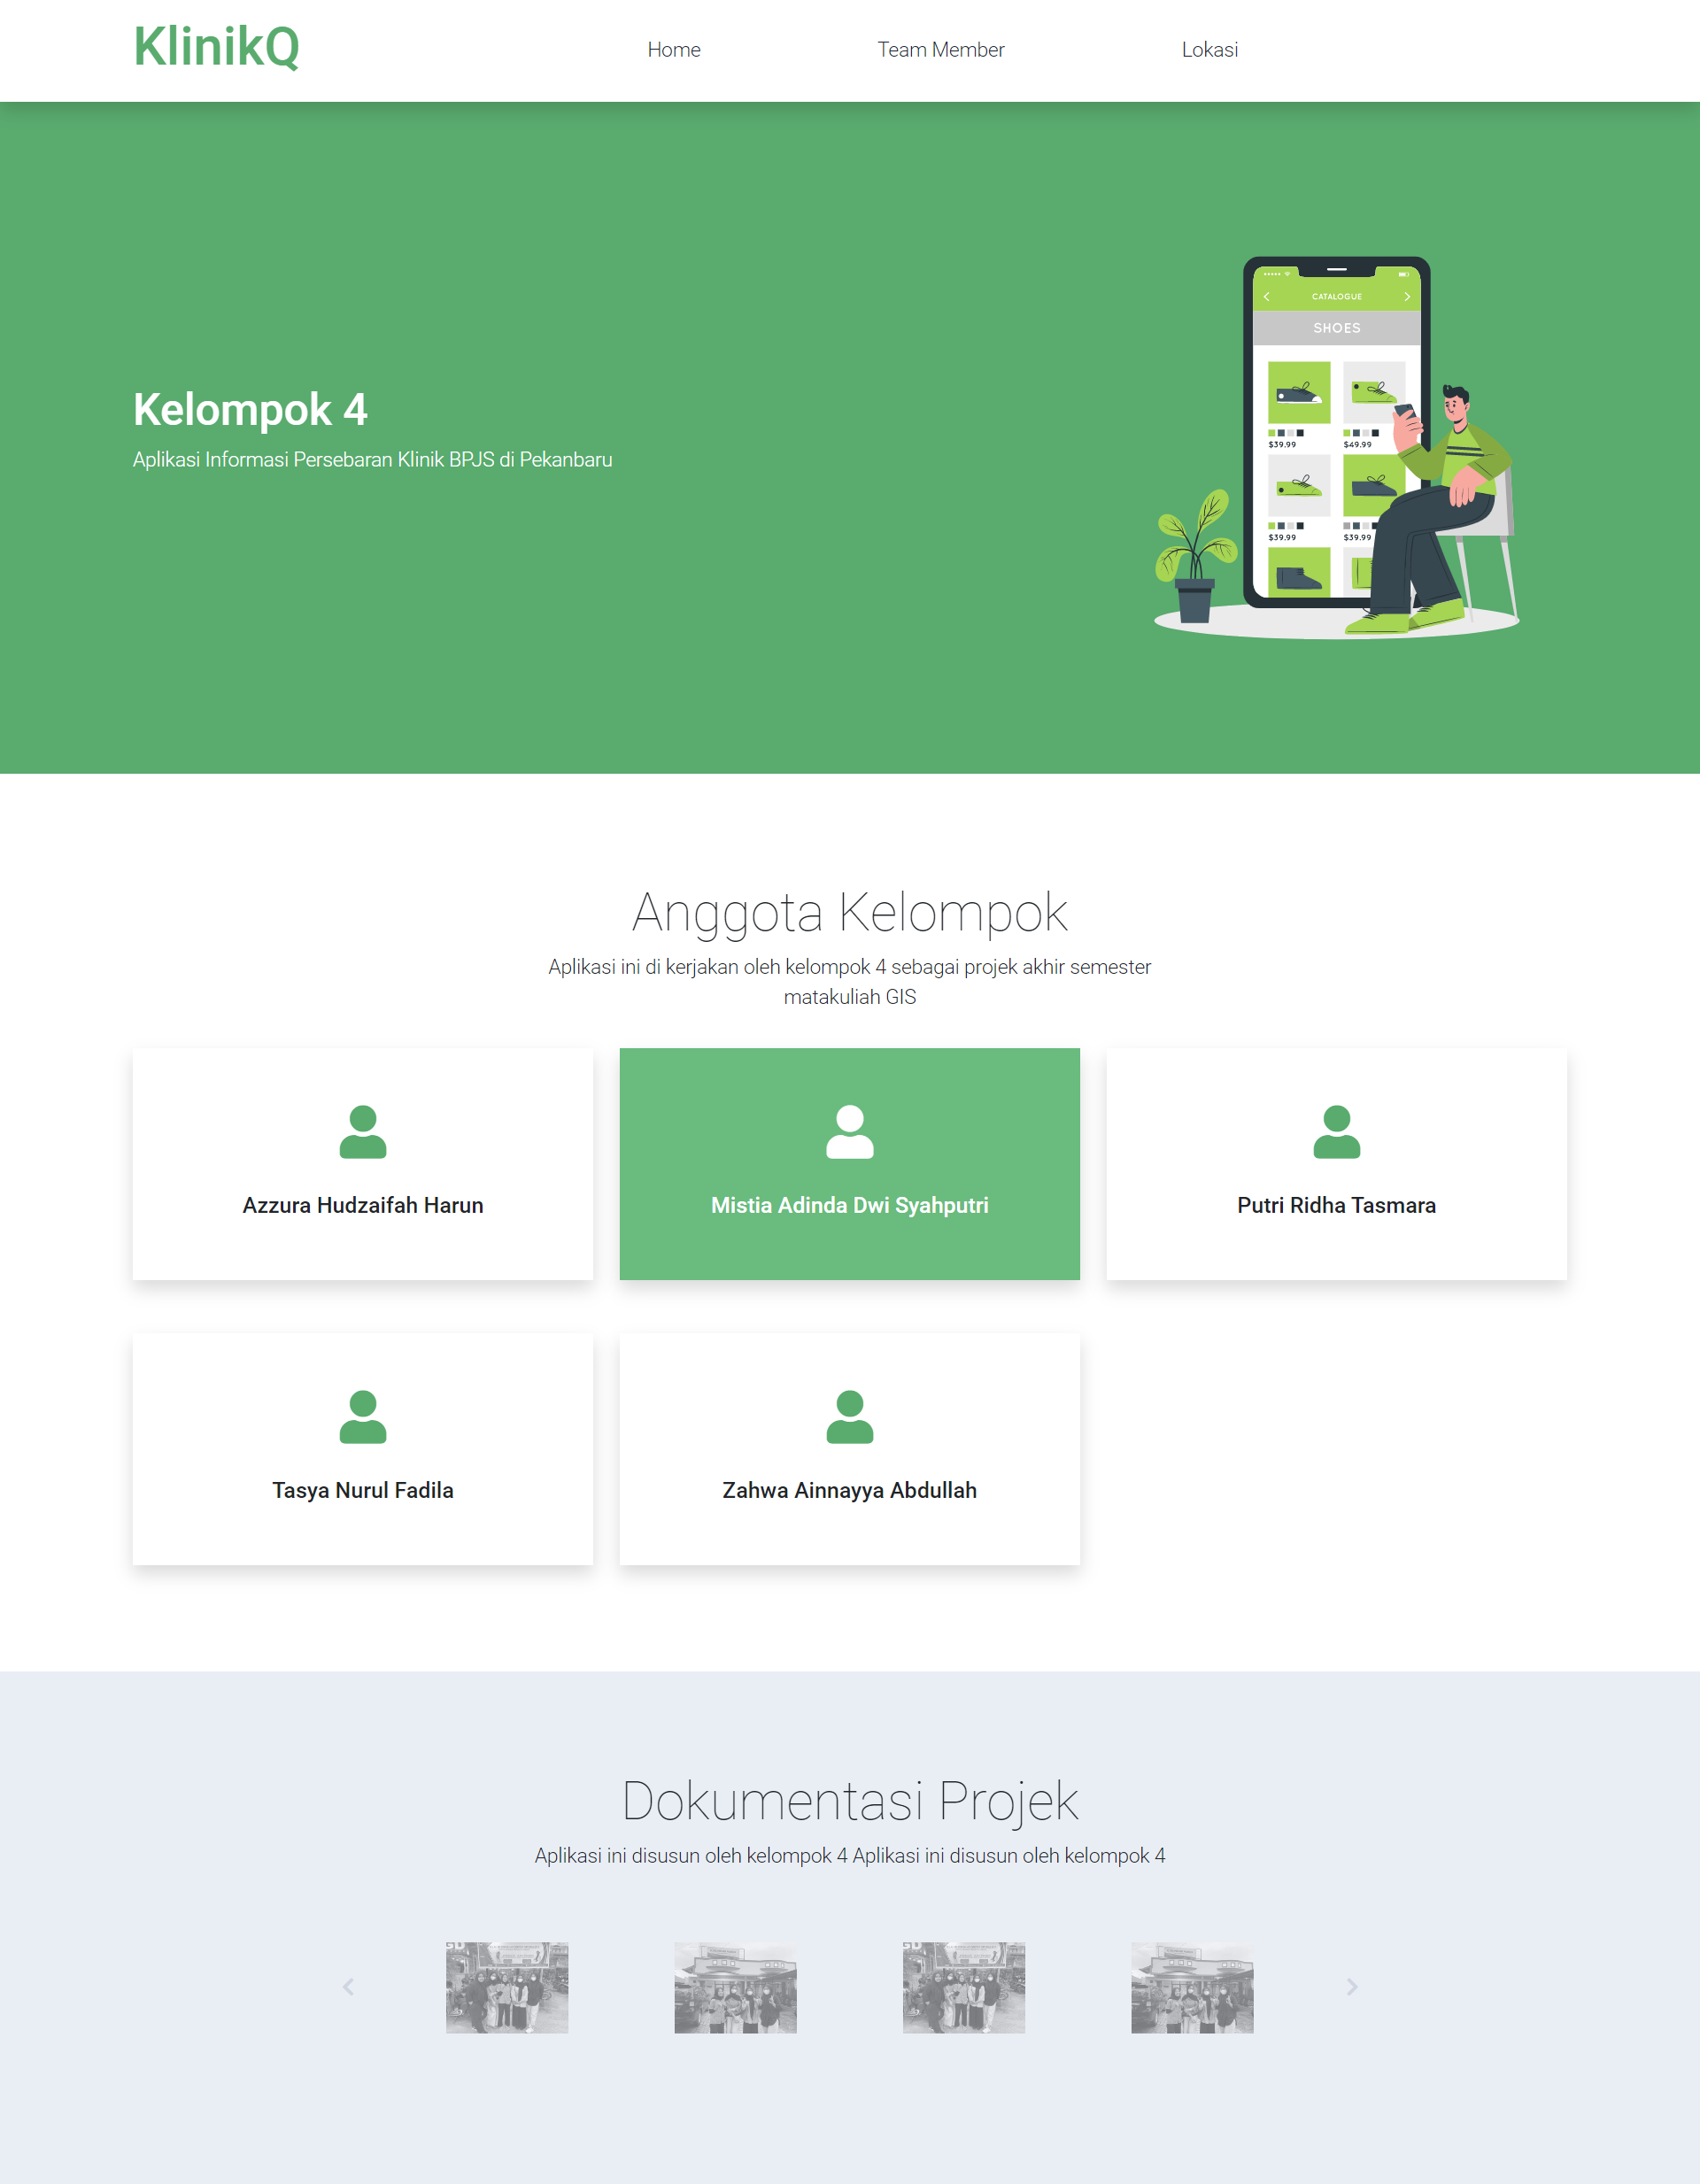 KlinikQ
Home
Team Member
Lokasi
CATALOGUE
SHOES
$39.99
$49.99
$39.99
$39.99
Kelompok 4
Aplikasi Informasi Persebaran Klinik BPJS di Pekanbaru
Anggota Kelompok
Aplikasi ini di kerjakan oleh kelompok 4 sebagai projek akhir semester
matakuliah GIS
Azzura Hudzaifah Harun
Mistia Adinda Dwi Syahputri
Putri Ridha Tasmara
Tasya Nurul Fadila
Zahwa Ainnayya Abdullah
Dokumentasi Projek
Aplikasi ini disusun oleh kelompok 4 Aplikasi ini disusun oleh kelompok 4